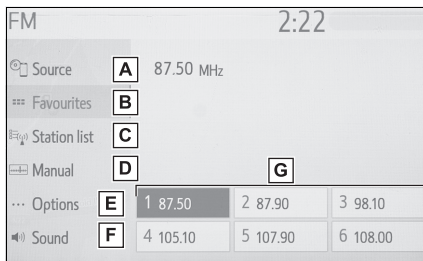 FM 2:22
Source A 87.50 MHz
Favourites B
Station list C
Manual D G
Options E 1 87.50 2 87.90 3 98.10
Sound F 4 105.10 5 107.90 6 108.00